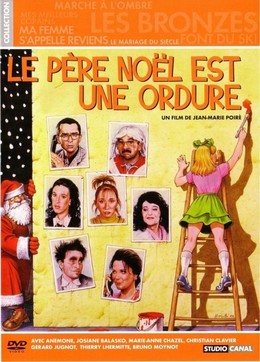 COLLECTION
MARCHE À L'OMBRE
LES BRONZES
MA FEMME
S'APPELLE REVIENS
LE MARIAGE DU SIÈCLE
FONT DU SKI
LE PÈRE NOËL EST
UNE ORDURE
UN FILM DE JEAN-MARIE POIRÉ
DVD
AVEC ANÉMONE, JOSIANE BALASKO, MARIE-ANNE CHAZEL, CHRISTIAN CLAVIER
GÉRARD JUGNOT, THIERRY LHERMITTE, BRUNO MOYNOT
STUDIO CANAL